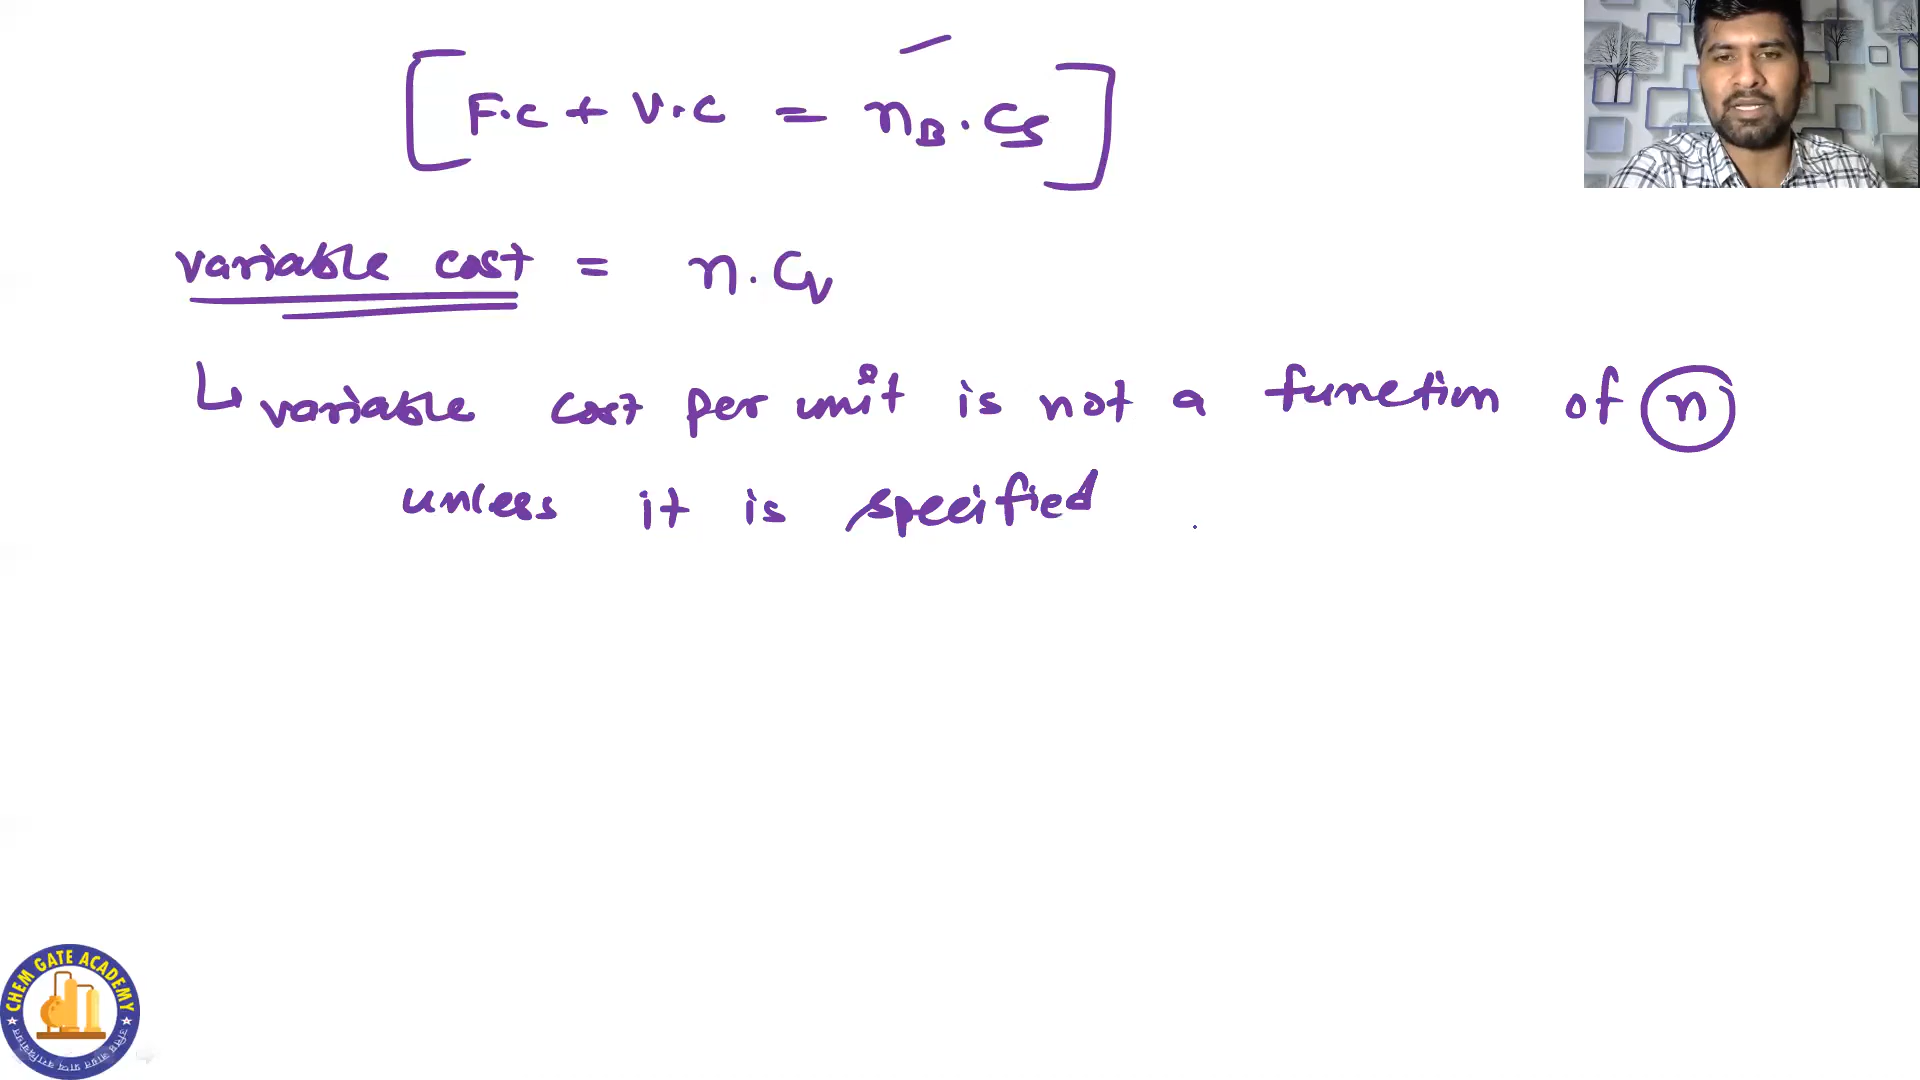 [F.C + V.C = n_B . C_s]
variable cost = n . C_v
↳ variable cost per unit is not a function of n
unless it is specified
CHEM GATE ACADEMY